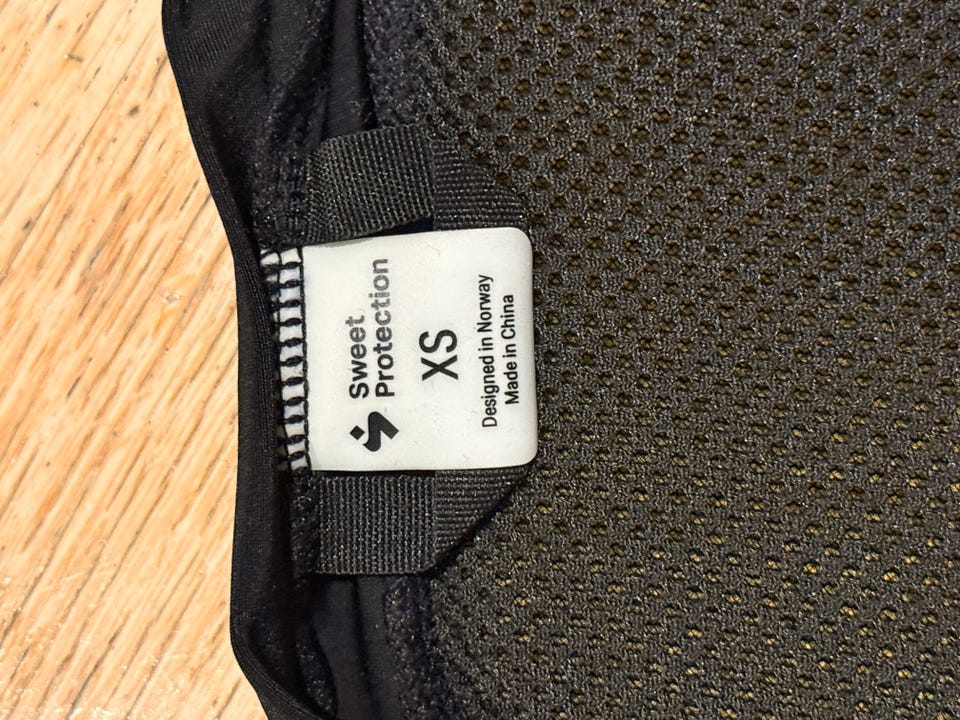 Sweet
Protection
XS
Designed in Norway
Made in China